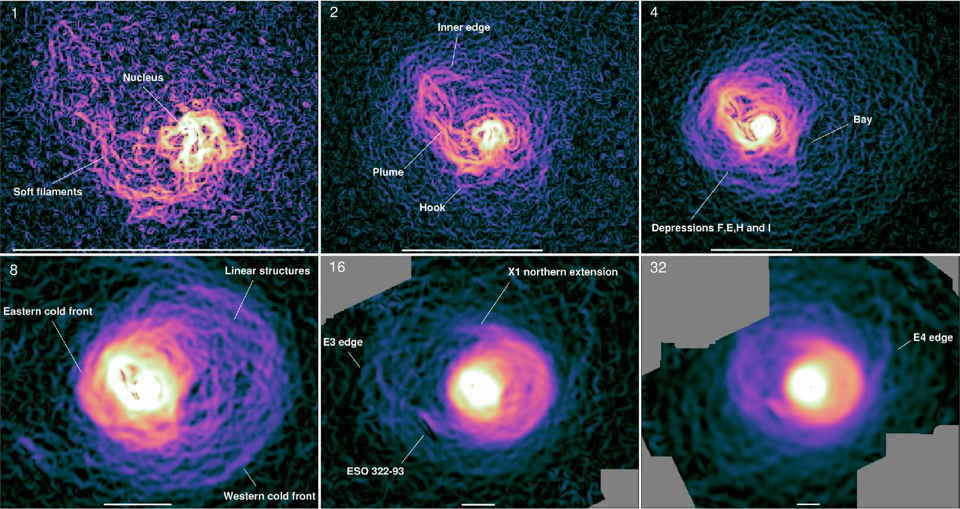 1
Nucleus
Soft filaments
2
Inner edge
Plume
Hook
4
Bay
Depressions F,E,H and I
8
Linear structures
Eastern cold front
Western cold front
16
X1 northern extension
E3 edge
ESO 322-93
32
E4 edge